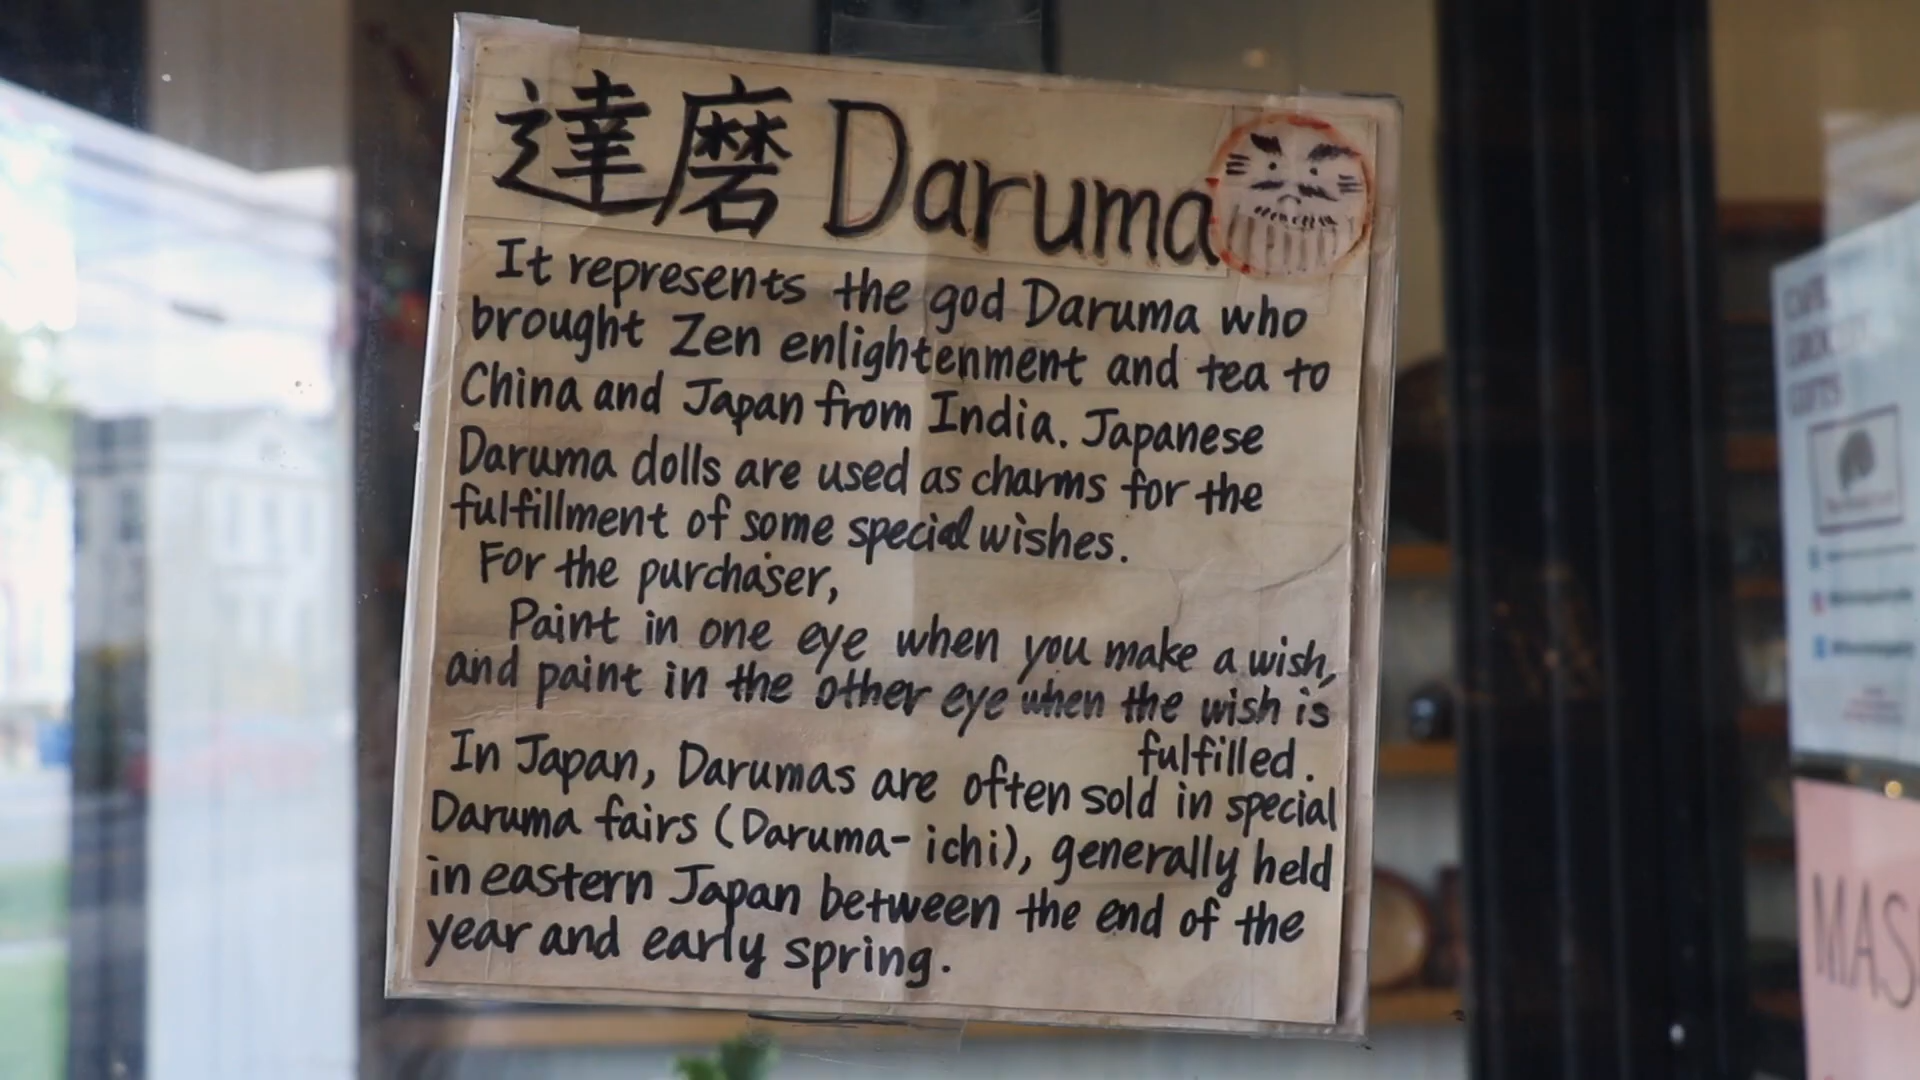 達磨 Daruma
It represents the god Daruma who
brought Zen enlightenment and tea to
China and Japan from India. Japanese
Daruma dolls are used as charms for the
fulfillment of some special wishes.
For the purchaser,
Paint in one eye when you make a wish,
and paint in the other eye when the wish is
fulfilled.
In Japan, Darumas are often sold in special
Daruma fairs (Daruma-ichi), generally held
in eastern Japan between the end of the
year and early spring.
MAS